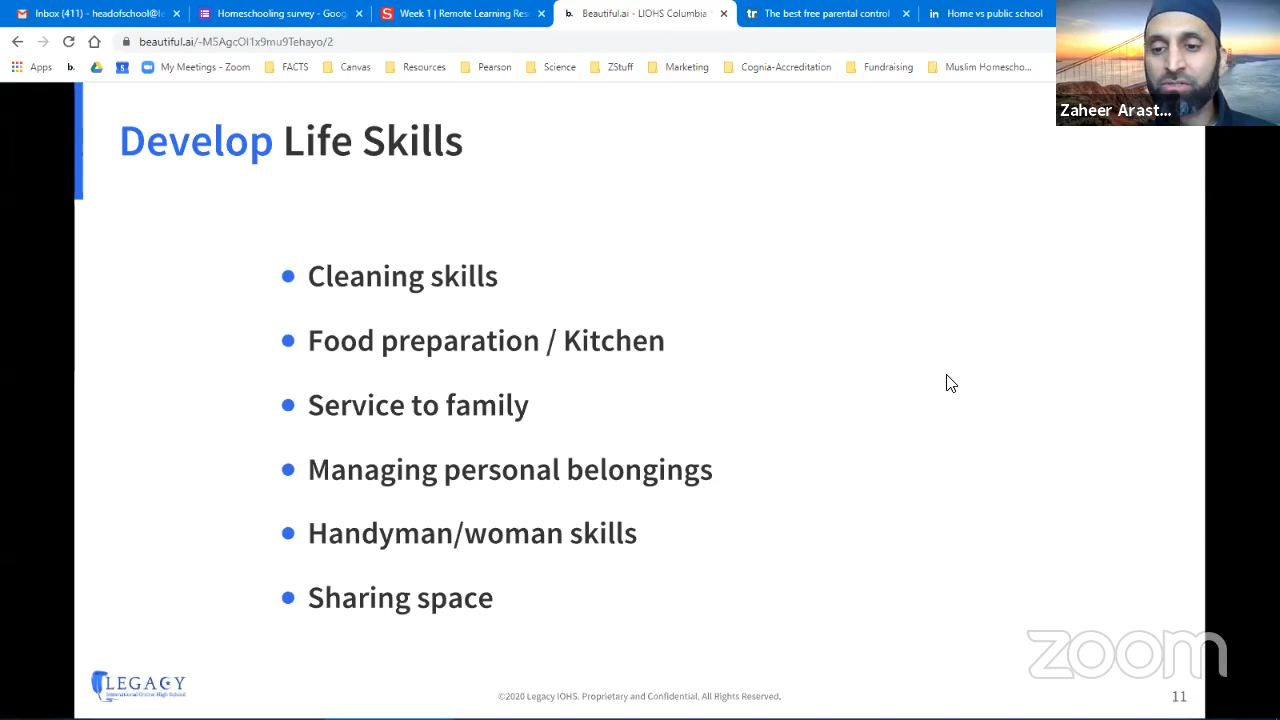 Inbox (411) - headofschool@le
Homeschooling survey - Goog
Week 1 | Remote Learning Res
Beautiful.ai - LIOHS Columbia
The best free parental control
Home vs public school
beautiful.ai/-M5AgcOI1x9mu9Tehayo/2
Apps
b.
My Meetings - Zoom
FACTS
Canvas
Resources
Pearson
Science
ZStuff
Marketing
Cognia-Accreditation
Fundraising
Muslim Homescho...
Zaheer Arast...
Develop Life Skills
Cleaning skills
Food preparation / Kitchen
Service to family
Managing personal belongings
Handyman/woman skills
Sharing space
zoom
LEGACY
International Online High School
©2020 Legacy IOHS. Proprietary and Confidential. All Rights Reserved.
11